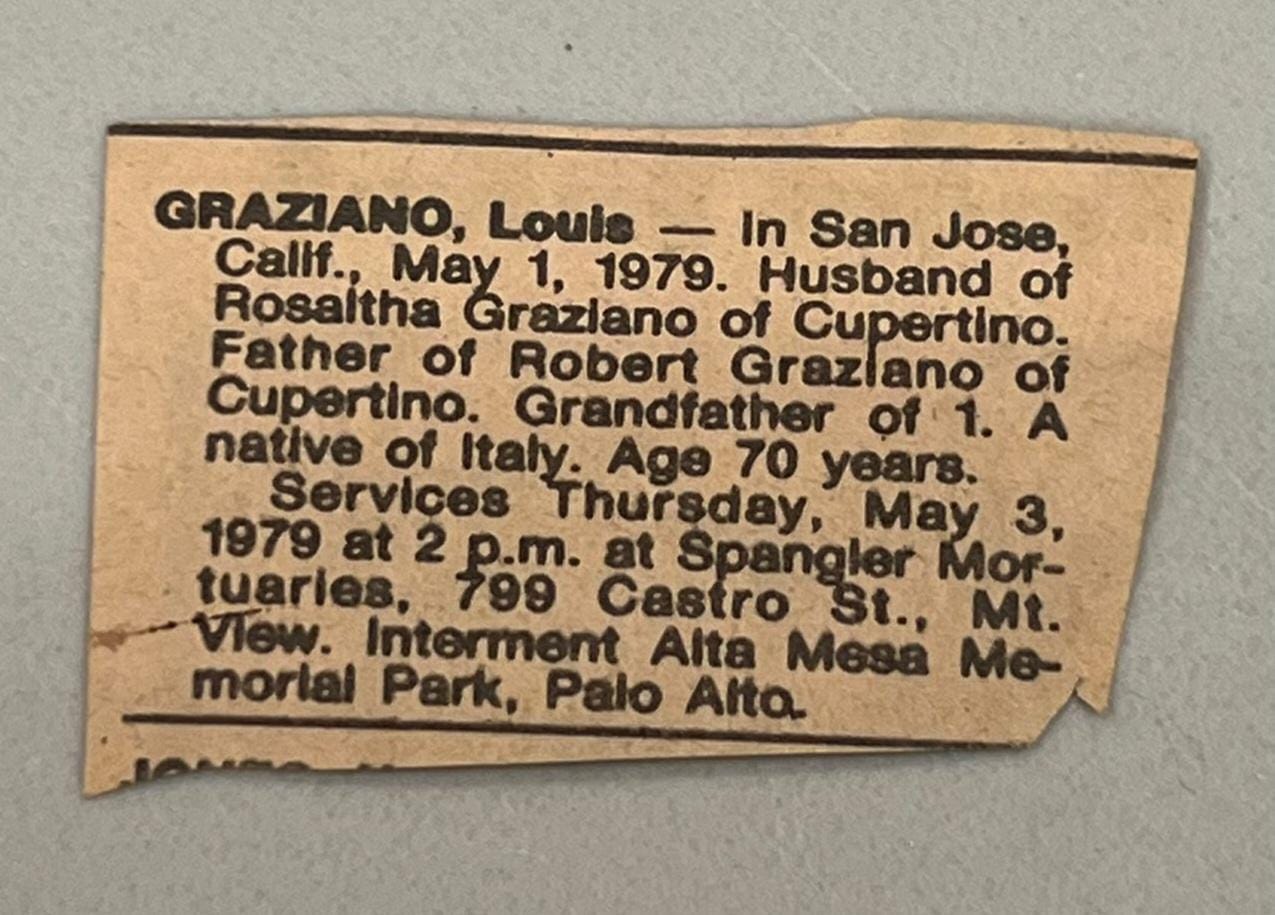 GRAZIANO, Louis — In San Jose,
Calif., May 1, 1979. Husband of
Rosaltha Graziano of Cupertino.
Father of Robert Graziano of
Cupertino. Grandfather of 1. A
native of Italy. Age 70 years.
Services Thursday, May 3,
1979 at 2 p.m. at Spangler Mor-
tuaries, 799 Castro St., Mt.
View. Interment Alta Mesa Me-
morial Park, Palo Alto.